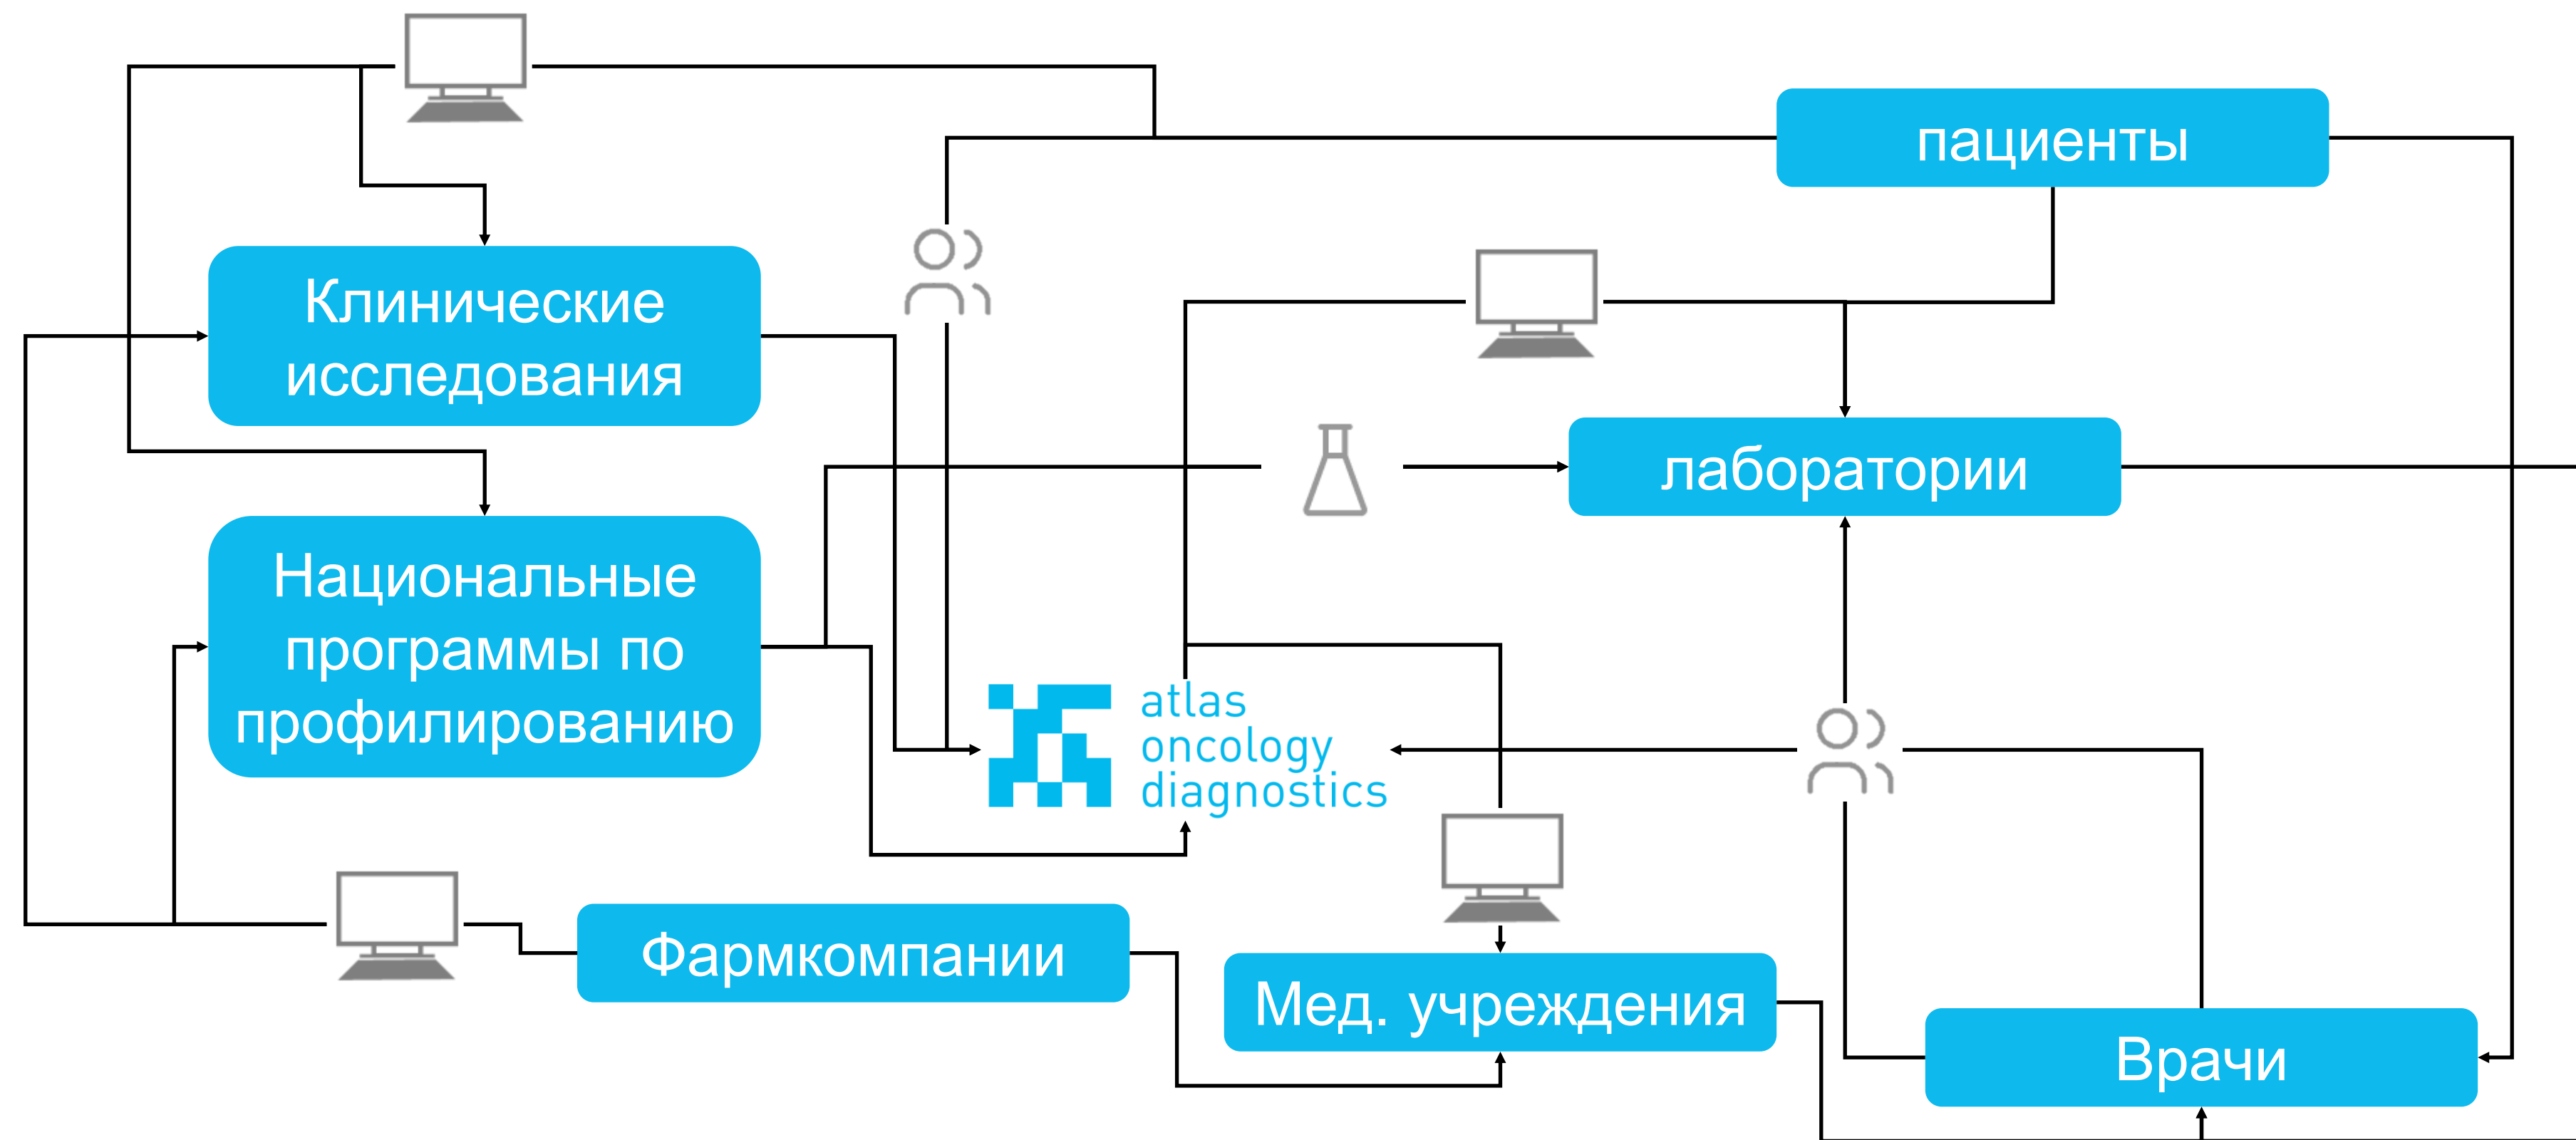 пациенты
Клинические
исследования
лаборатории
Национальные
программы по
профилированию
atlas
oncology
diagnostics
Фармкомпании
Мед. учреждения
Врачи